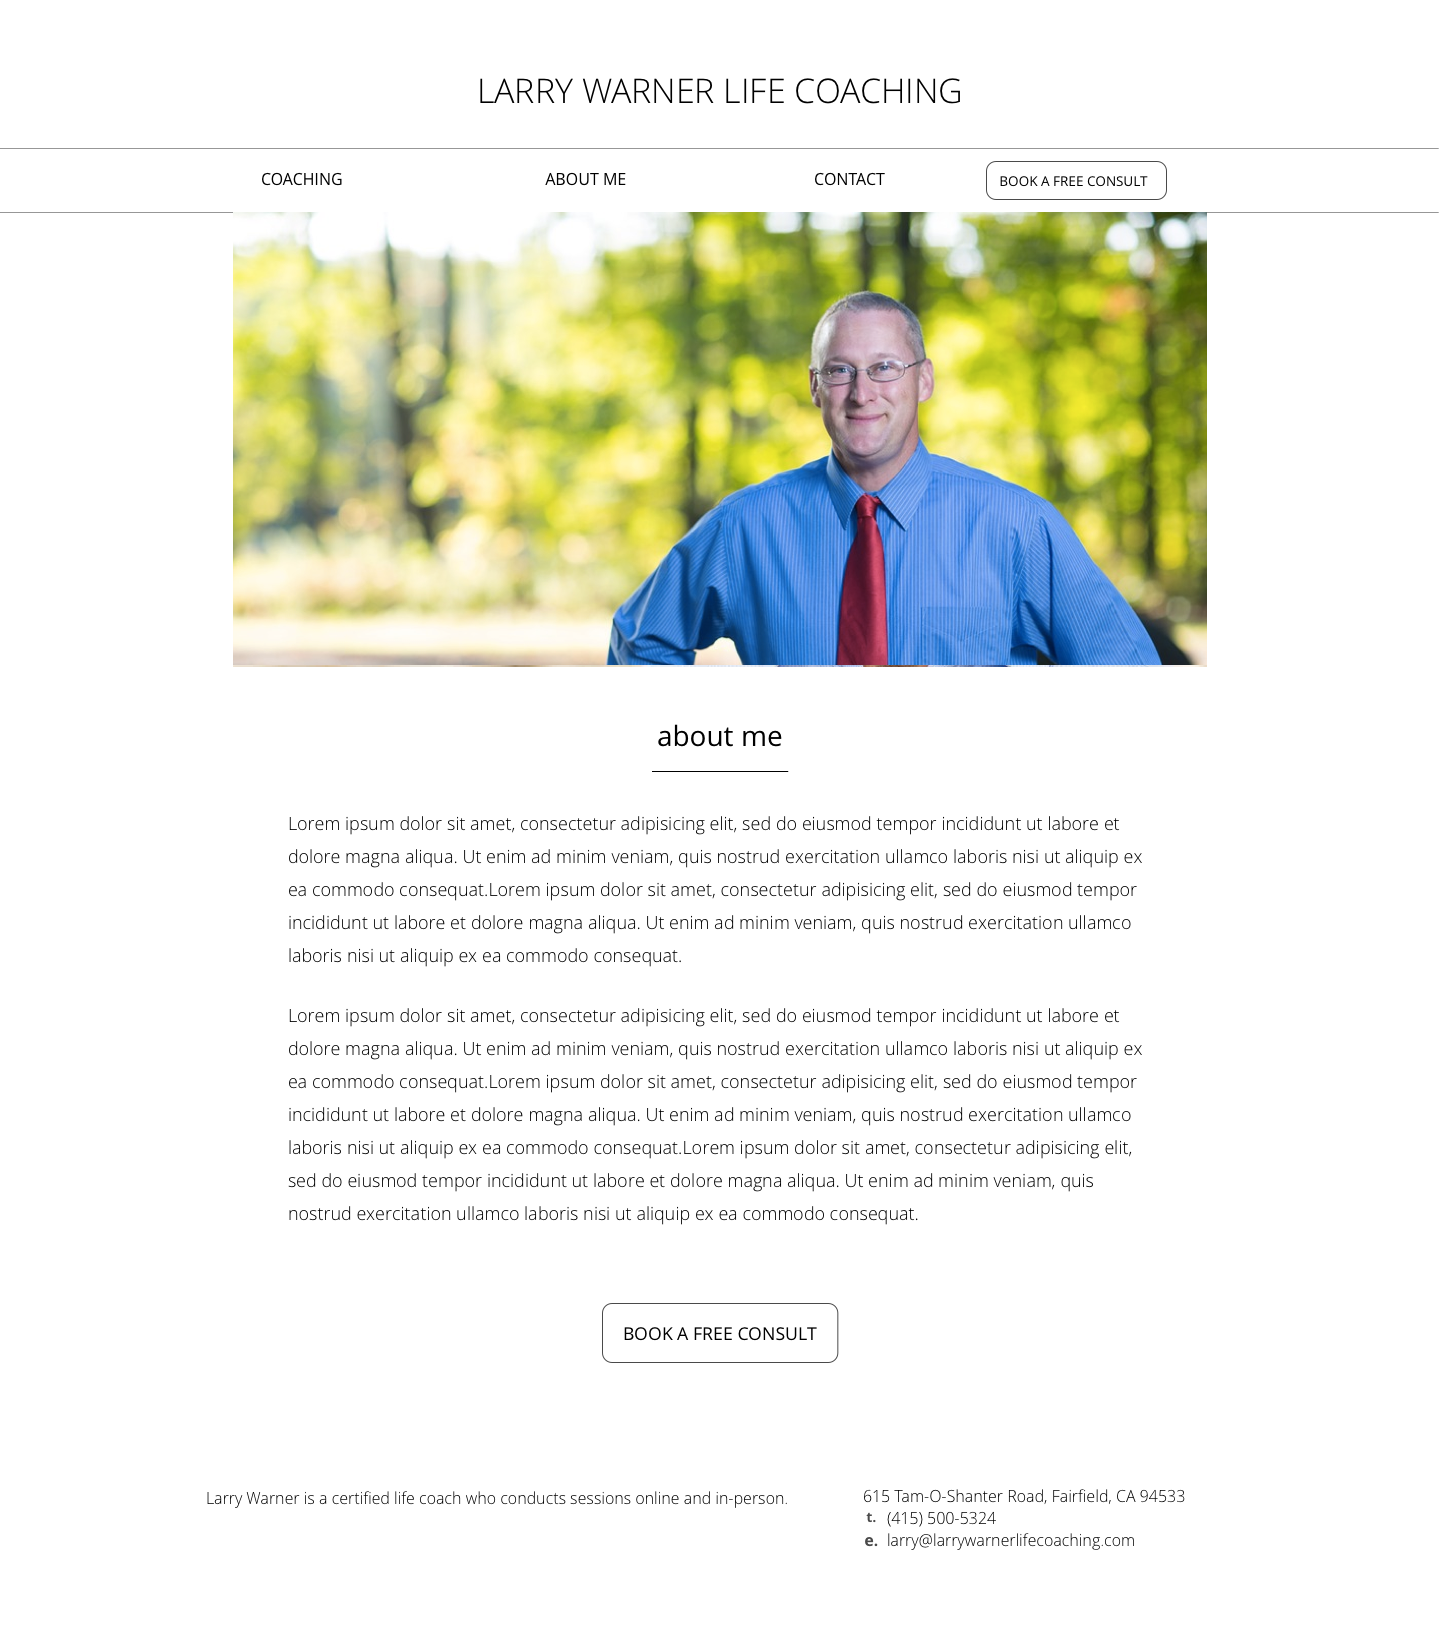 LARRY WARNER LIFE COACHING
COACHING
ABOUT ME
CONTACT
BOOK A FREE CONSULT
about me
Lorem ipsum dolor sit amet, consectetur adipisicing elit, sed do eiusmod tempor incididunt ut labore et
dolore magna aliqua. Ut enim ad minim veniam, quis nostrud exercitation ullamco laboris nisi ut aliquip ex
ea commodo consequat.Lorem ipsum dolor sit amet, consectetur adipisicing elit, sed do eiusmod tempor
incididunt ut labore et dolore magna aliqua. Ut enim ad minim veniam, quis nostrud exercitation ullamco
laboris nisi ut aliquip ex ea commodo consequat.
Lorem ipsum dolor sit amet, consectetur adipisicing elit, sed do eiusmod tempor incididunt ut labore et
dolore magna aliqua. Ut enim ad minim veniam, quis nostrud exercitation ullamco laboris nisi ut aliquip ex
ea commodo consequat.Lorem ipsum dolor sit amet, consectetur adipisicing elit, sed do eiusmod tempor
incididunt ut labore et dolore magna aliqua. Ut enim ad minim veniam, quis nostrud exercitation ullamco
laboris nisi ut aliquip ex ea commodo consequat.Lorem ipsum dolor sit amet, consectetur adipisicing elit,
sed do eiusmod tempor incididunt ut labore et dolore magna aliqua. Ut enim ad minim veniam, quis
nostrud exercitation ullamco laboris nisi ut aliquip ex ea commodo consequat.
BOOK A FREE CONSULT
Larry Warner is a certified life coach who conducts sessions online and in-person.
615 Tam-O-Shanter Road, Fairfield, CA 94533
t. (415) 500-5324
e. larry@larrywarnerlifecoaching.com